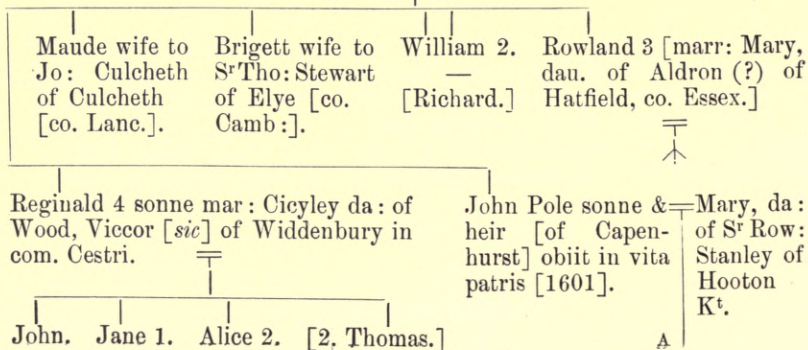 Maude wife to
Jo: Culcheth
of Culcheth
[co. Lanc.].
Brigett wife to
Sʳ Tho: Stewart
of Elye [co.
Camb:].
William 2.
—
[Richard.]
Rowland 3 [marr: Mary,
dau. of Aldron (?) of
Hatfield, co. Essex.]
Reginald 4 sonne mar: Cicyley da: of
Wood, Viccor [sic] of Widdenbury in
com. Cestri.
John Pole sonne &
heir [of Capen-
hurst] obiit in vita
patris [1601].
Mary, da:
of Sʳ Row:
Stanley of
Hooton
Kᵗ.
John. Jane 1. Alice 2. [2. Thomas.]
A